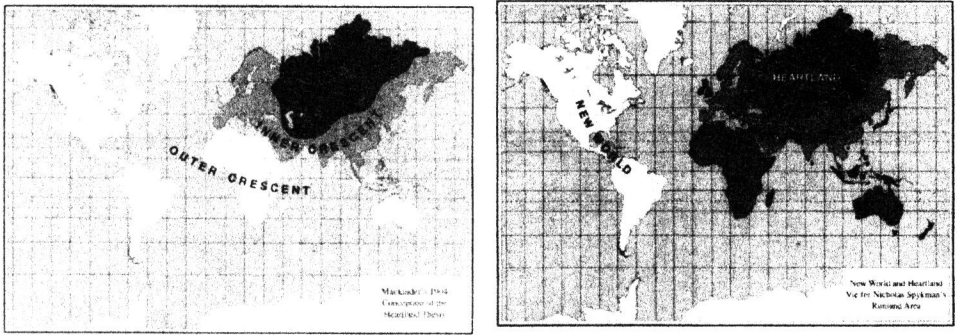 INNER CRESCENT
OUTER CRESCENT
Mackinder's 1904
Conception of the
Heartland Thesis
HEARTLAND
NEW WORLD
New World and Heartland
Vie for Nicholas Spykman's
Rimland Area